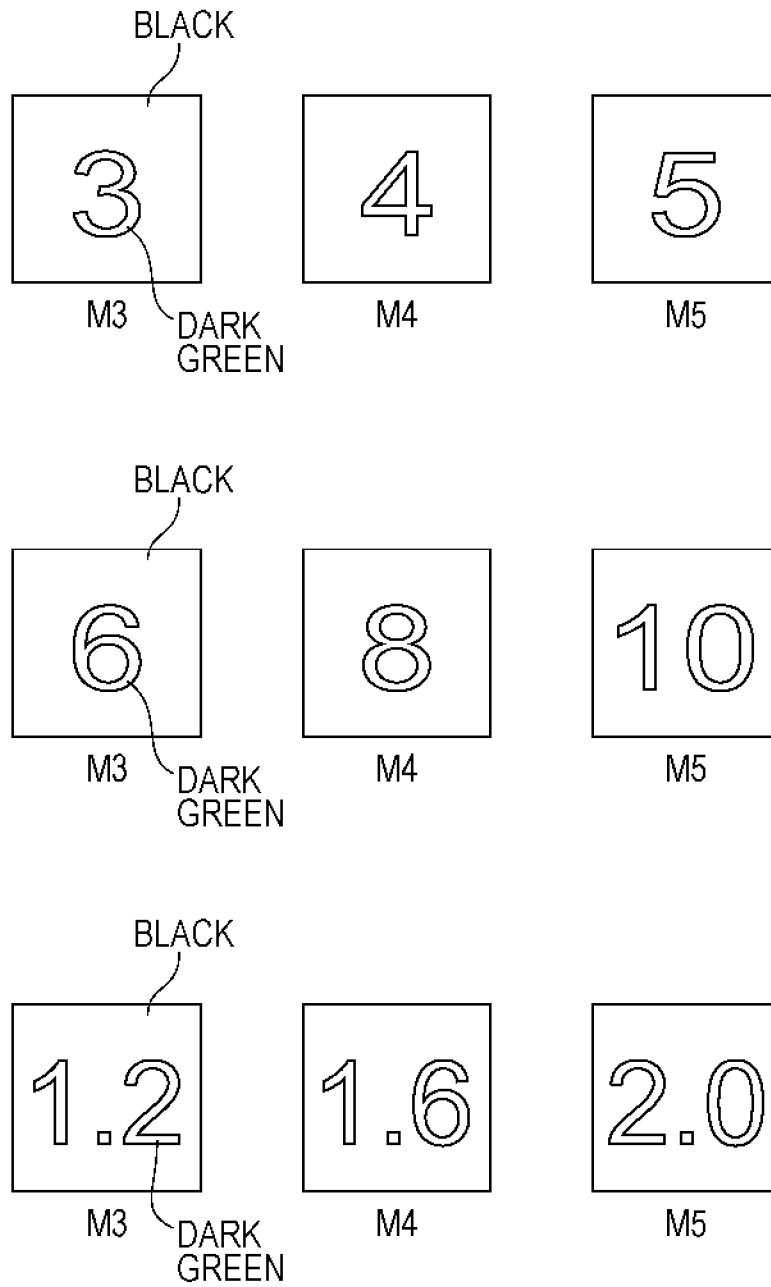 BLACK
3 4 5
M3 M4 M5
DARK
GREEN
BLACK
6 8 10
M3 M4 M5
DARK
GREEN
BLACK
1.2 1.6 2.0
M3 M4 M5
DARK
GREEN